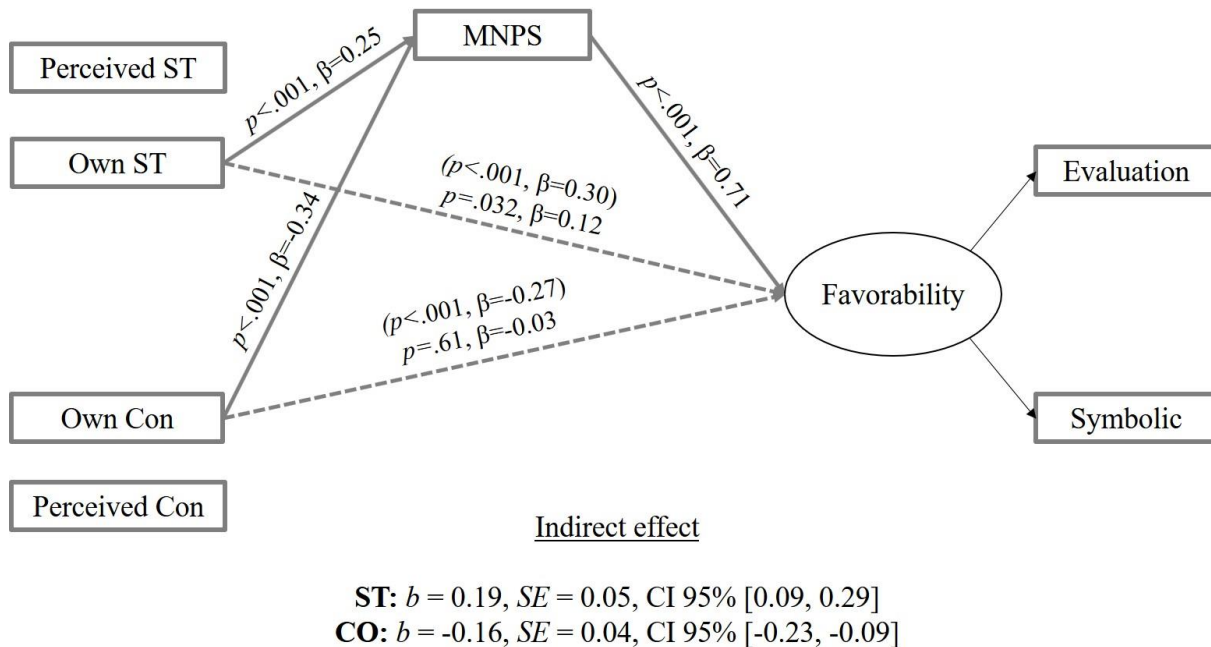 MNPS
Perceived ST
Own ST
p<.001, β=0.25
p<.001, β=-0.34
p<.001, β=0.71
(p<.001, β=0.30)
p=.032, β=0.12
(p<.001, β=-0.27)
p=.61, β=-0.03
Evaluation
Favorability
Own Con
Symbolic
Perceived Con
Indirect effect
ST: b = 0.19, SE = 0.05, CI 95% [0.09, 0.29]
CO: b = -0.16, SE = 0.04, CI 95% [-0.23, -0.09]